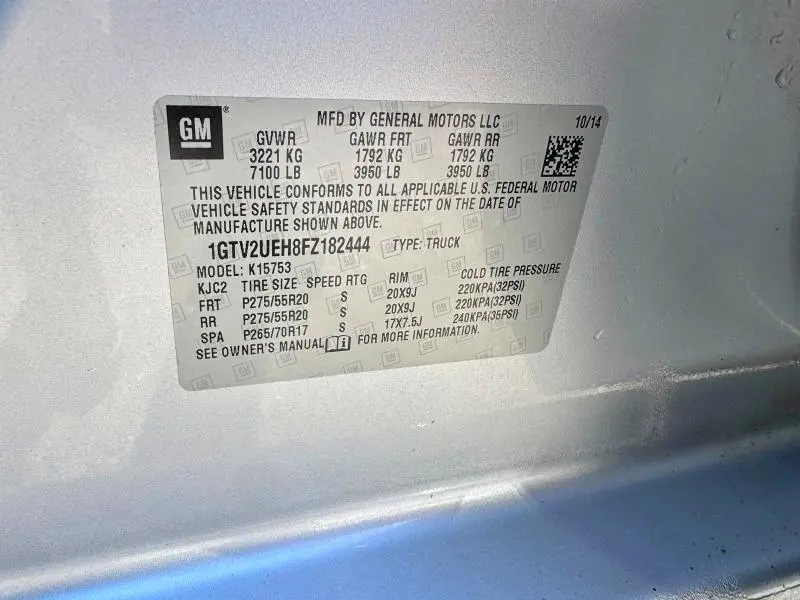 GM ® MFD BY GENERAL MOTORS LLC 10/14
GVWR GAWR FRT GAWR RR
3221 KG 1792 KG 1792 KG
7100 LB 3950 LB 3950 LB
THIS VEHICLE CONFORMS TO ALL APPLICABLE U.S. FEDERAL MOTOR
VEHICLE SAFETY STANDARDS IN EFFECT ON THE DATE OF
MANUFACTURE SHOWN ABOVE.
1GTV2UEH8FZ182444 TYPE: TRUCK
MODEL: K15753
KJC2 TIRE SIZE SPEED RTG RIM COLD TIRE PRESSURE
FRT P275/55R20 S 20X9J 220KPA(32PSI)
RR P275/55R20 S 20X9J 220KPA(32PSI)
SPA P265/70R17 S 17X7.5J 240KPA(35PSI)
SEE OWNER'S MANUAL i FOR MORE INFORMATION.